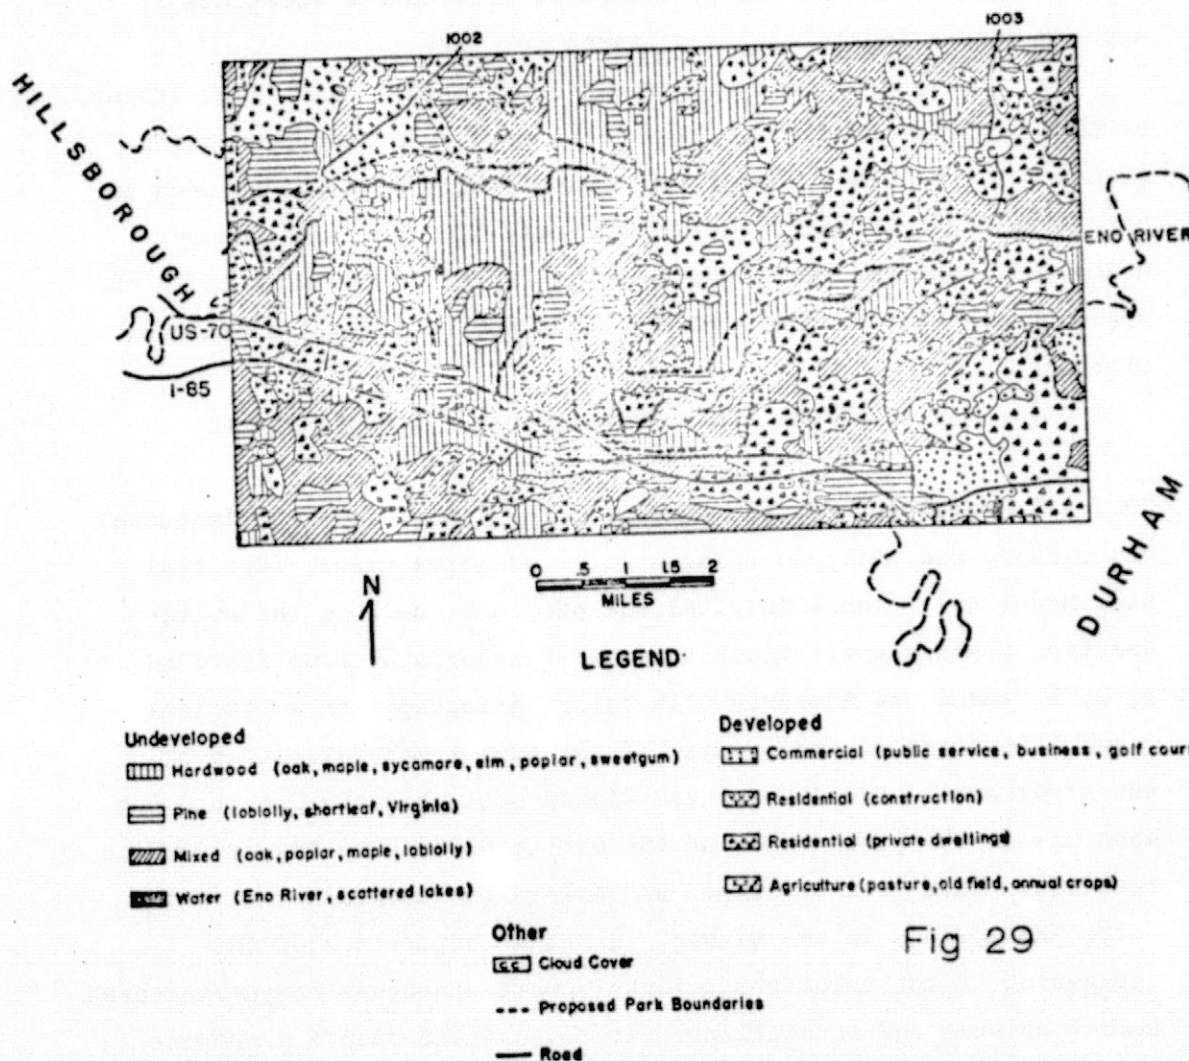 1002
1003
HILLSBOROUGH
ENO RIVER
US-70
I-85
DURHAM
N
0 .5 1 1.5 2
MILES
LEGEND
Undeveloped
Hardwood (oak, maple, sycamore, elm, poplar, sweetgum)
Pine (loblolly, shortleaf, Virginia)
Mixed (oak, poplar, maple, loblolly)
Water (Eno River, scattered lakes)
Developed
Commercial (public service, business, golf cour
Residential (construction)
Residential (private dwellings)
Agriculture (pasture, old field, annual crops)
Other
CC Cloud Cover
Proposed Park Boundaries
Road
Fig 29